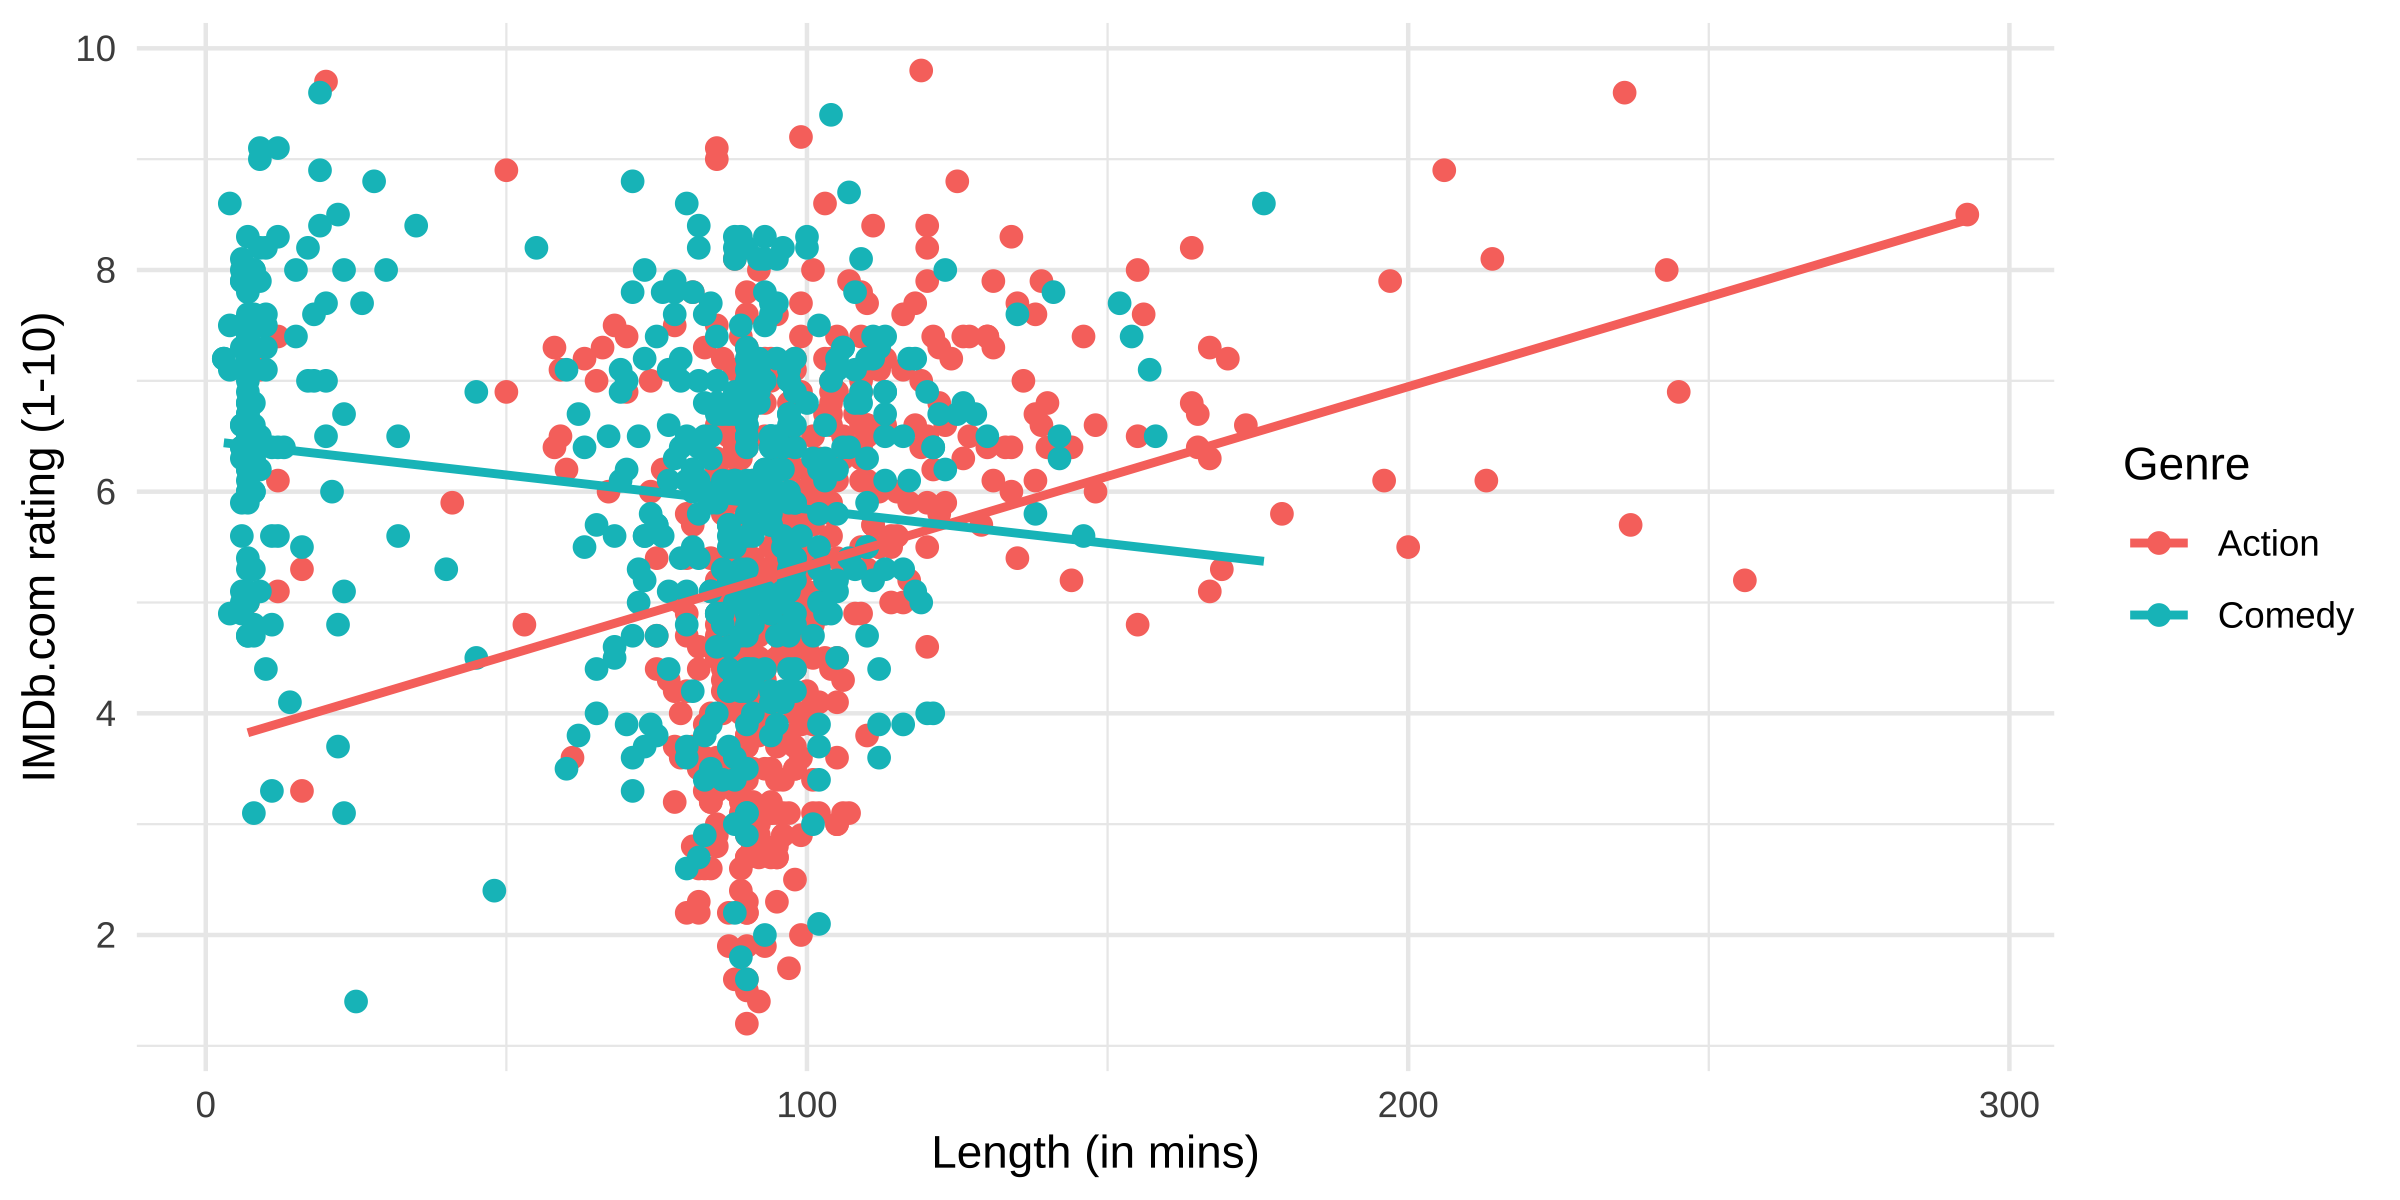 10
8
6
4
2
IMDb.com rating (1-10)
0
100
200
300
Length (in mins)
Genre
Action
Comedy